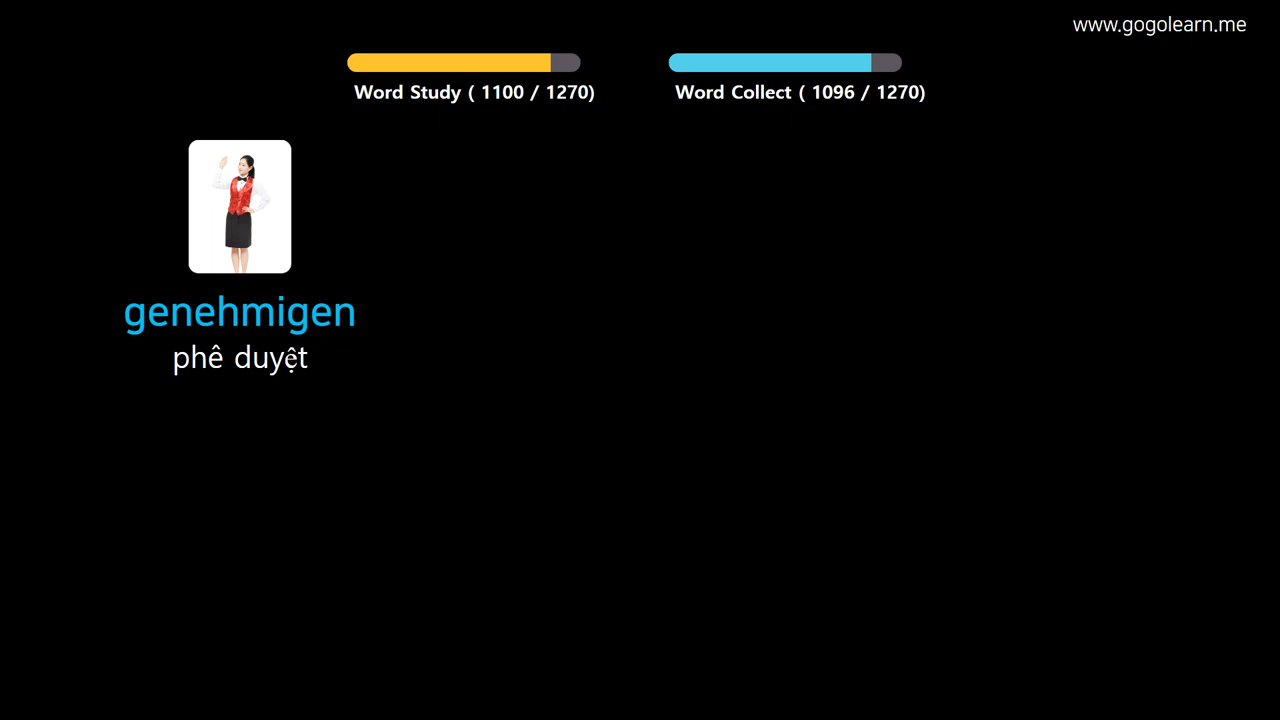 www.gogolearn.me
Word Study ( 1100 / 1270)
Word Collect ( 1096 / 1270)
genehmigen
phê duyệt